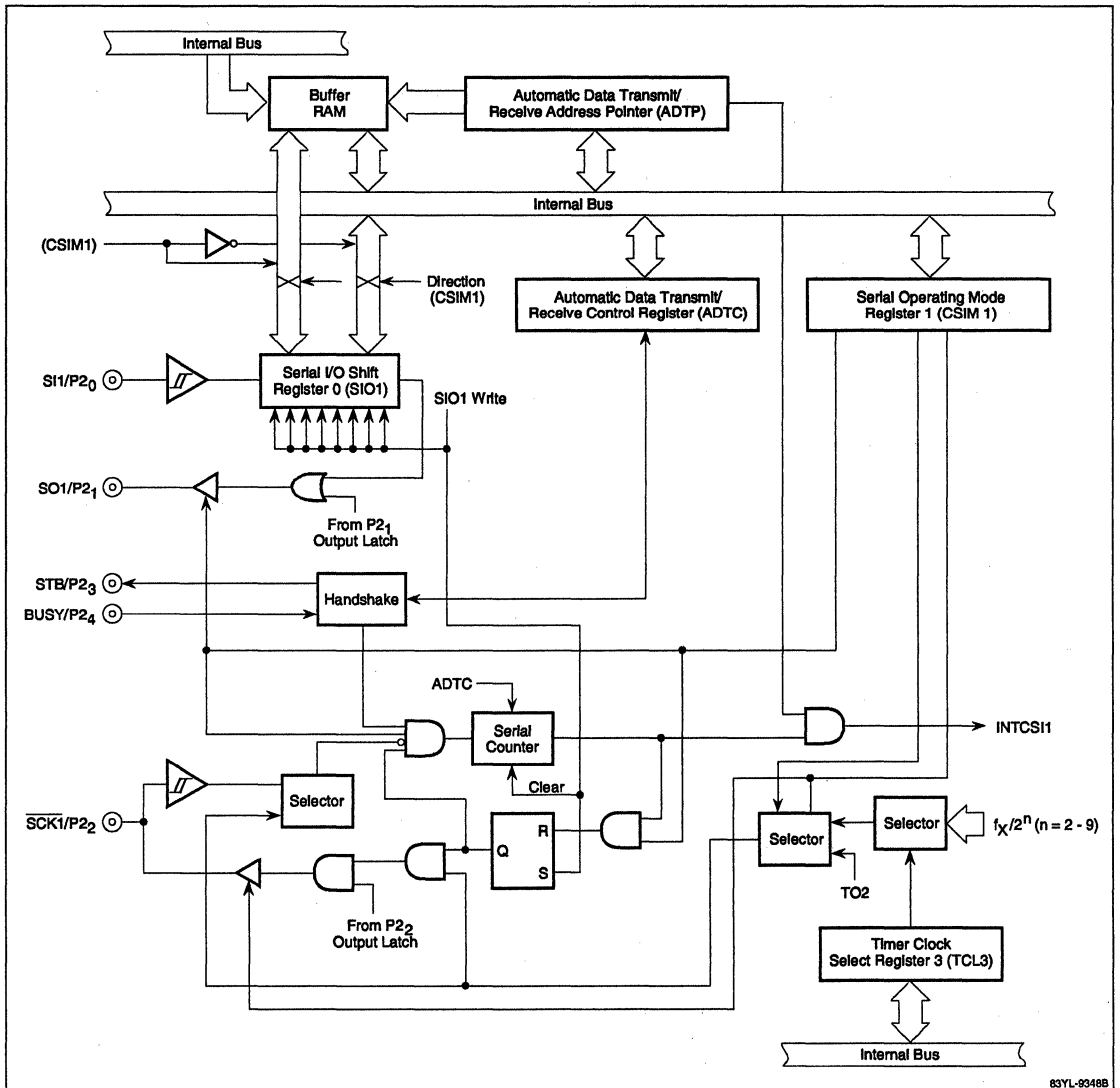 Internal Bus
Buffer
RAM
Automatic Data Transmit/
Receive Address Pointer (ADTP)
Internal Bus
(CSIM1)
Direction
(CSIM1)
Automatic Data Transmit/
Receive Control Register (ADTC)
Serial Operating Mode
Register 1 (CSIM 1)
SI1/P20
Serial I/O Shift
Register 0 (SIO1)
SIO1 Write
SO1/P21
From P21
Output Latch
STB/P23
Handshake
BUSY/P24
ADTC
Serial
Counter
INTCSI1
Clear
Selector
SCK1/P22
R
Q
S
Selector
Selector
fX/2n (n = 2 - 9)
TO2
From P22
Output Latch
Timer Clock
Select Register 3 (TCL3)
Internal Bus
83YL-9348B